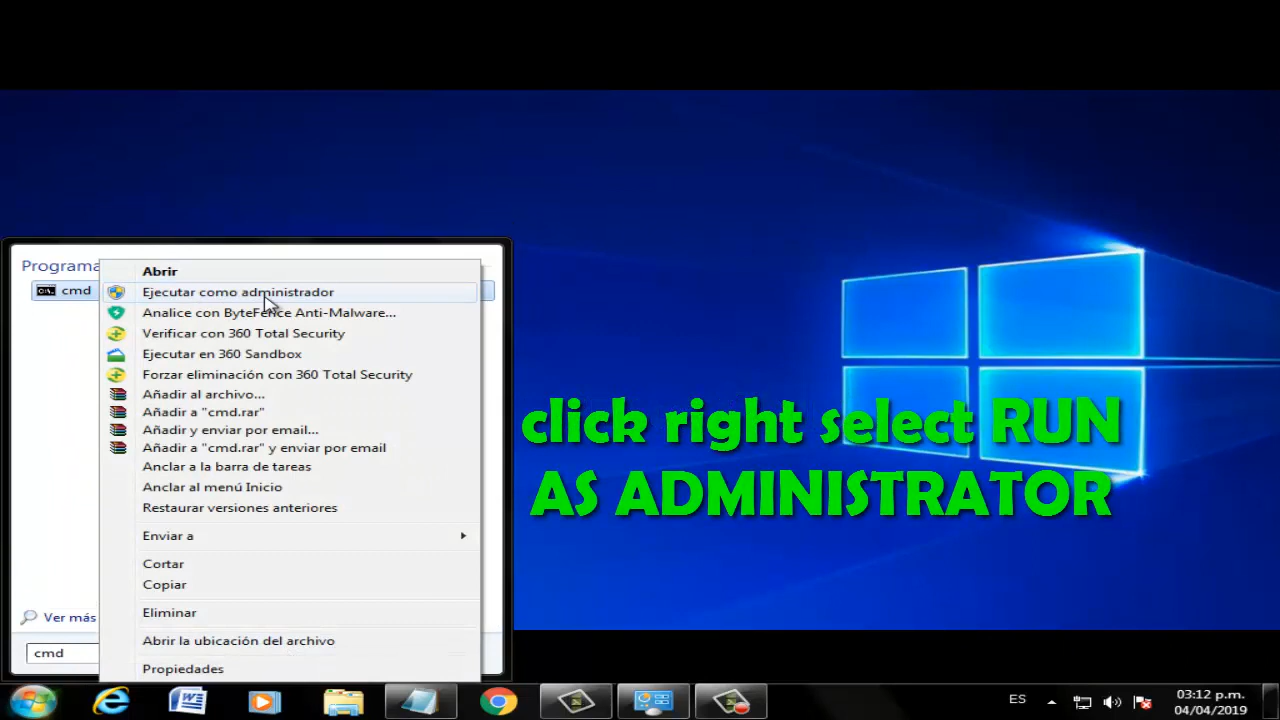 Programa
cmd
Abrir
Ejecutar como administrador
Analice con ByteFence Anti-Malware...
Verificar con 360 Total Security
Ejecutar en 360 Sandbox
Forzar eliminación con 360 Total Security
Añadir al archivo...
Añadir a "cmd.rar"
Añadir y enviar por email...
Añadir a "cmd.rar" y enviar por email
Anclar a la barra de tareas
Anclar al menú Inicio
Restaurar versiones anteriores
Enviar a
Cortar
Copiar
Eliminar
Abrir la ubicación del archivo
Propiedades
Ver más
cmd
click right select RUN
AS ADMINISTRATOR
ES
03:12 p.m.
04/04/2019